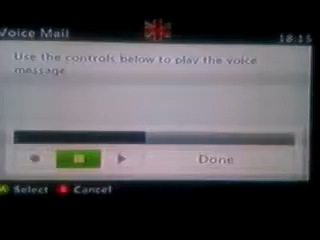 Voice Mail
18:15
Use the controls below to play the voice
message
Done
A Select B Cancel